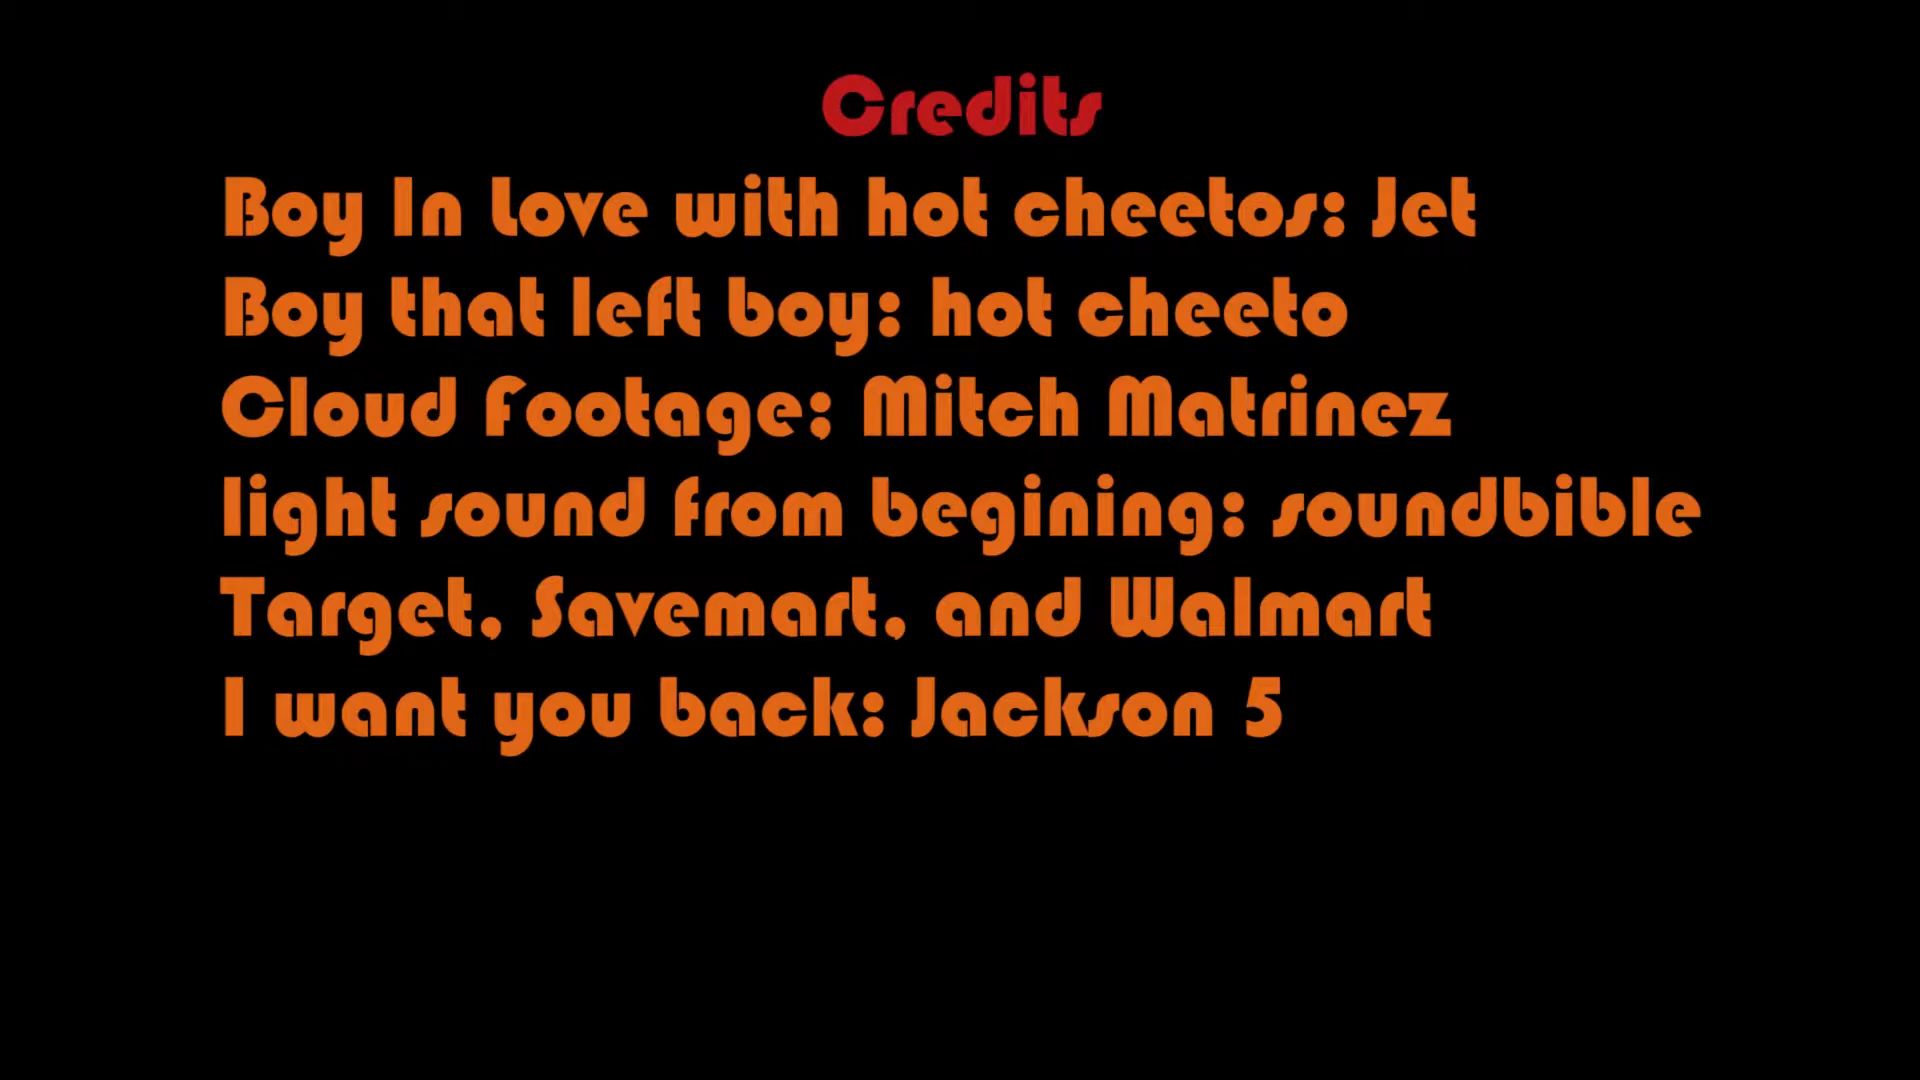 Credits
Boy In Love with hot cheetos: Jet
Boy that left boy: hot cheeto
Cloud Footage; Mitch Matrinez
light sound from begining: soundbible
Target, Savemart, and Walmart
I want you back: Jackson 5